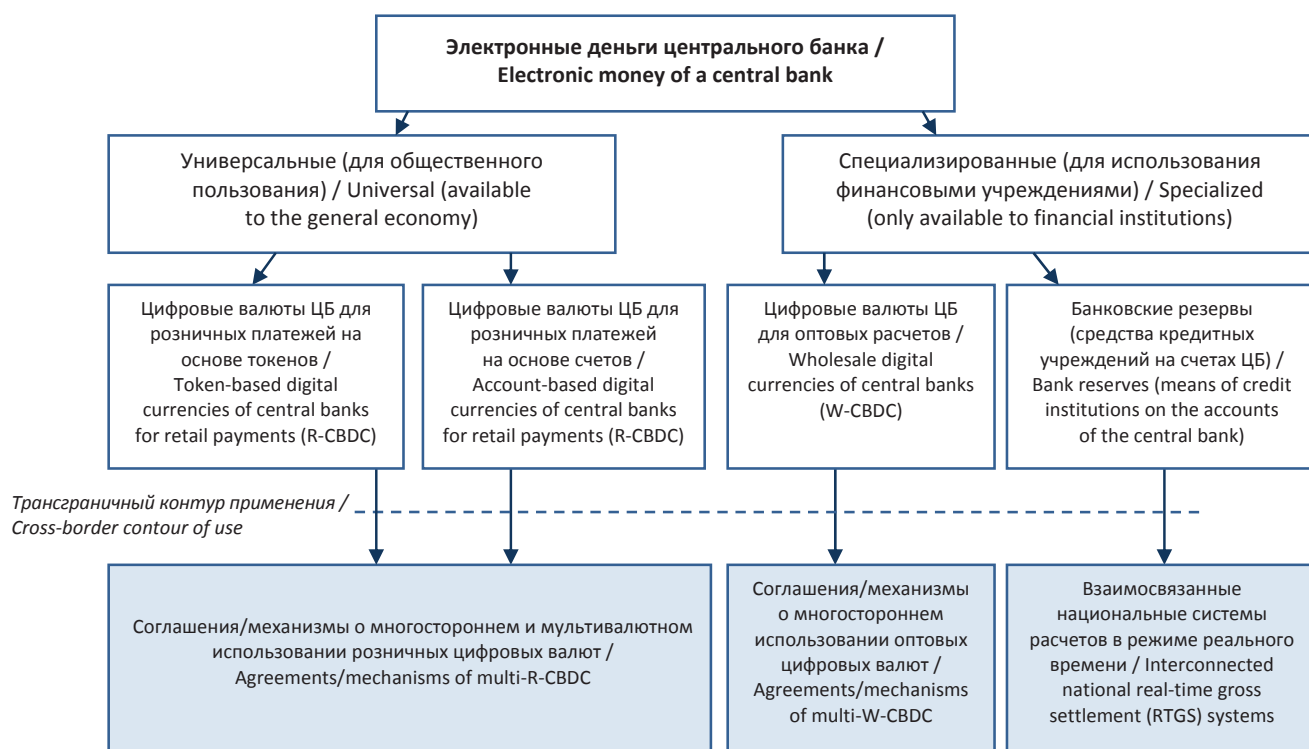 Электронные деньги центрального банка /
Electronic money of a central bank
Универсальные (для общественного
пользования) / Universal (available
to the general economy)
Специализированные (для использования
финансовыми учреждениями) / Specialized
(only available to financial institutions)
Цифровые валюты ЦБ для
розничных платежей на
основе токенов /
Token-based digital
currencies of central banks
for retail payments (R-CBDC)
Цифровые валюты ЦБ для
розничных платежей
на основе счетов /
Account-based digital
currencies of central banks
for retail payments (R-CBDC)
Цифровые валюты ЦБ
для оптовых расчетов /
Wholesale digital
currencies of central banks
(W-CBDC)
Банковские резервы
(средства кредитных
учреждений на счетах ЦБ) /
Bank reserves (means of credit
institutions on the accounts
of the central bank)
Трансграничный контур применения /
Cross-border contour of use
Соглашения/механизмы о многостороннем и мультивалютном
использовании розничных цифровых валют /
Agreements/mechanisms of multi-R-CBDC
Соглашения/механизмы
о многостороннем
использовании оптовых
цифровых валют /
Agreements/mechanisms
of multi-W-CBDC
Взаимосвязанные
национальные системы
расчетов в режиме реального
времени / Interconnected
national real-time gross
settlement (RTGS) systems